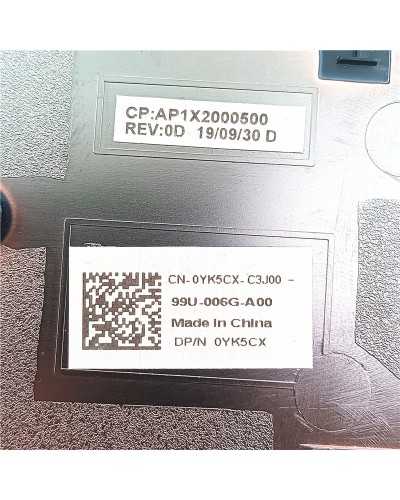 CP:AP1X2000500
REV:0D 19/09/30 D
CN-0YK5CX-C3J00-
99U-006G-A00
Made in China
DP/N 0YK5CX